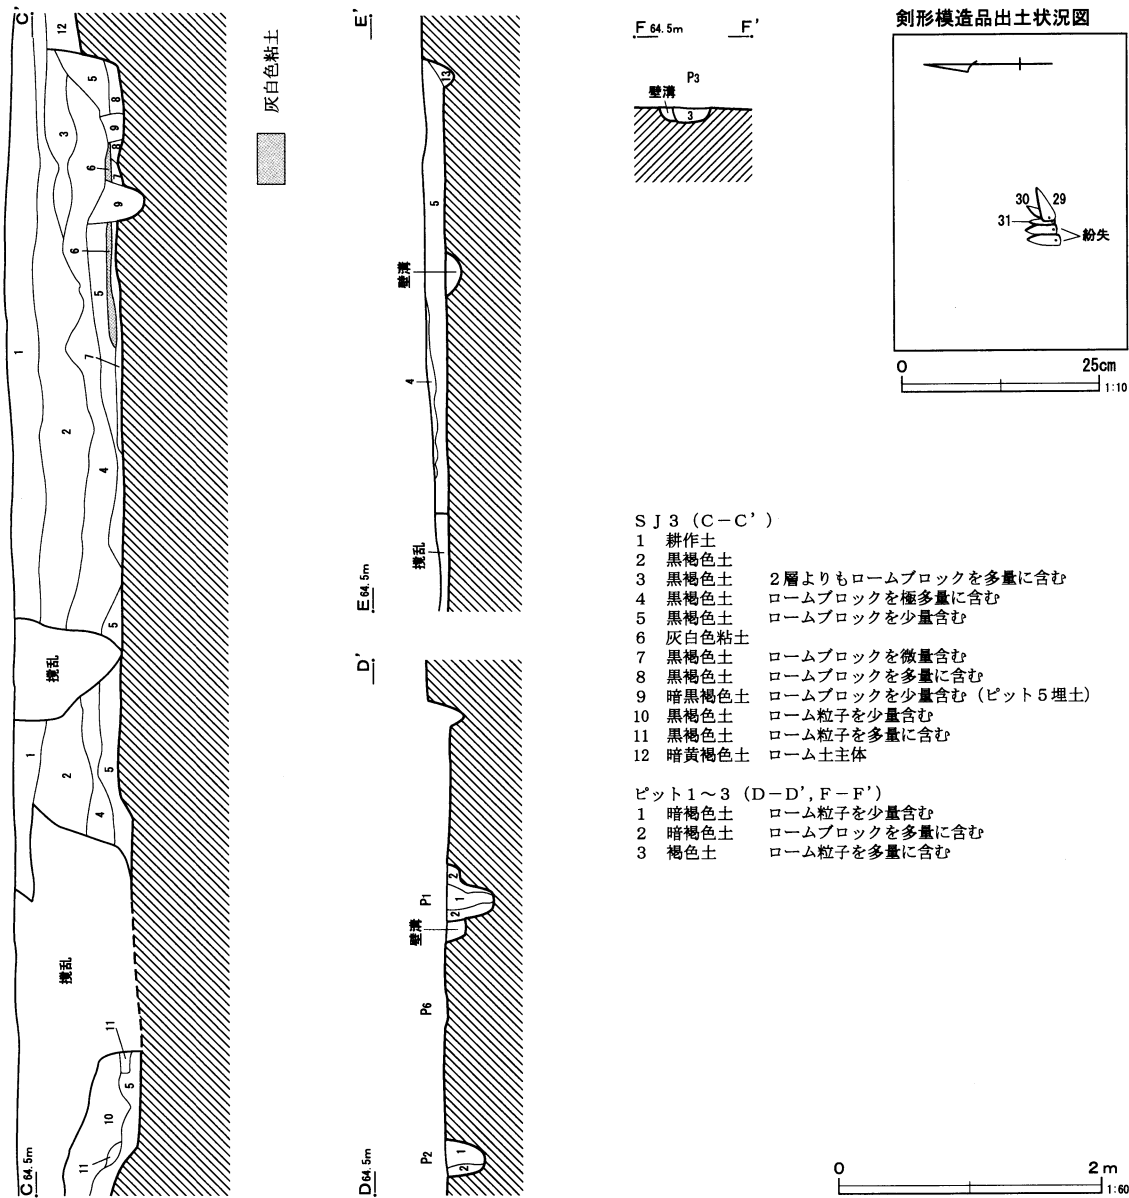 C'
12
5
8
3
9
8
6
7
9
6
5
1
7
2
4
5
撹乱
1
2
5
4
撹乱
11
5
10
11
C 64.5m
灰白色粘土
E'
13
5
壁溝
4
撹乱
E 64.5m
D'
2
P1
1
2
壁溝
P6
P2
1
2
D 64.5m
F 64.5m
F'
P3
壁溝
3
剣形模造品出土状況図
30
29
31
紛失
0
25cm
1:10
SJ3(C-C')
1 耕作土
2 黒褐色土
3 黒褐色土 2層よりもロームブロックを多量に含む
4 黒褐色土 ロームブロックを極多量に含む
5 黒褐色土 ロームブロックを少量含む
6 灰白色粘土
7 黒褐色土 ロームブロックを微量含む
8 黒褐色土 ロームブロックを多量に含む
9 暗黒褐色土 ロームブロックを少量含む(ピット5埋土)
10 黒褐色土 ローム粒子を少量含む
11 黒褐色土 ローム粒子を多量に含む
12 暗黄褐色土 ローム土主体
ピット1~3(D-D', F-F')
1 暗褐色土 ローム粒子を少量含む
2 暗褐色土 ロームブロックを多量に含む
3 褐色土 ローム粒子を多量に含む
0
2m
1:60